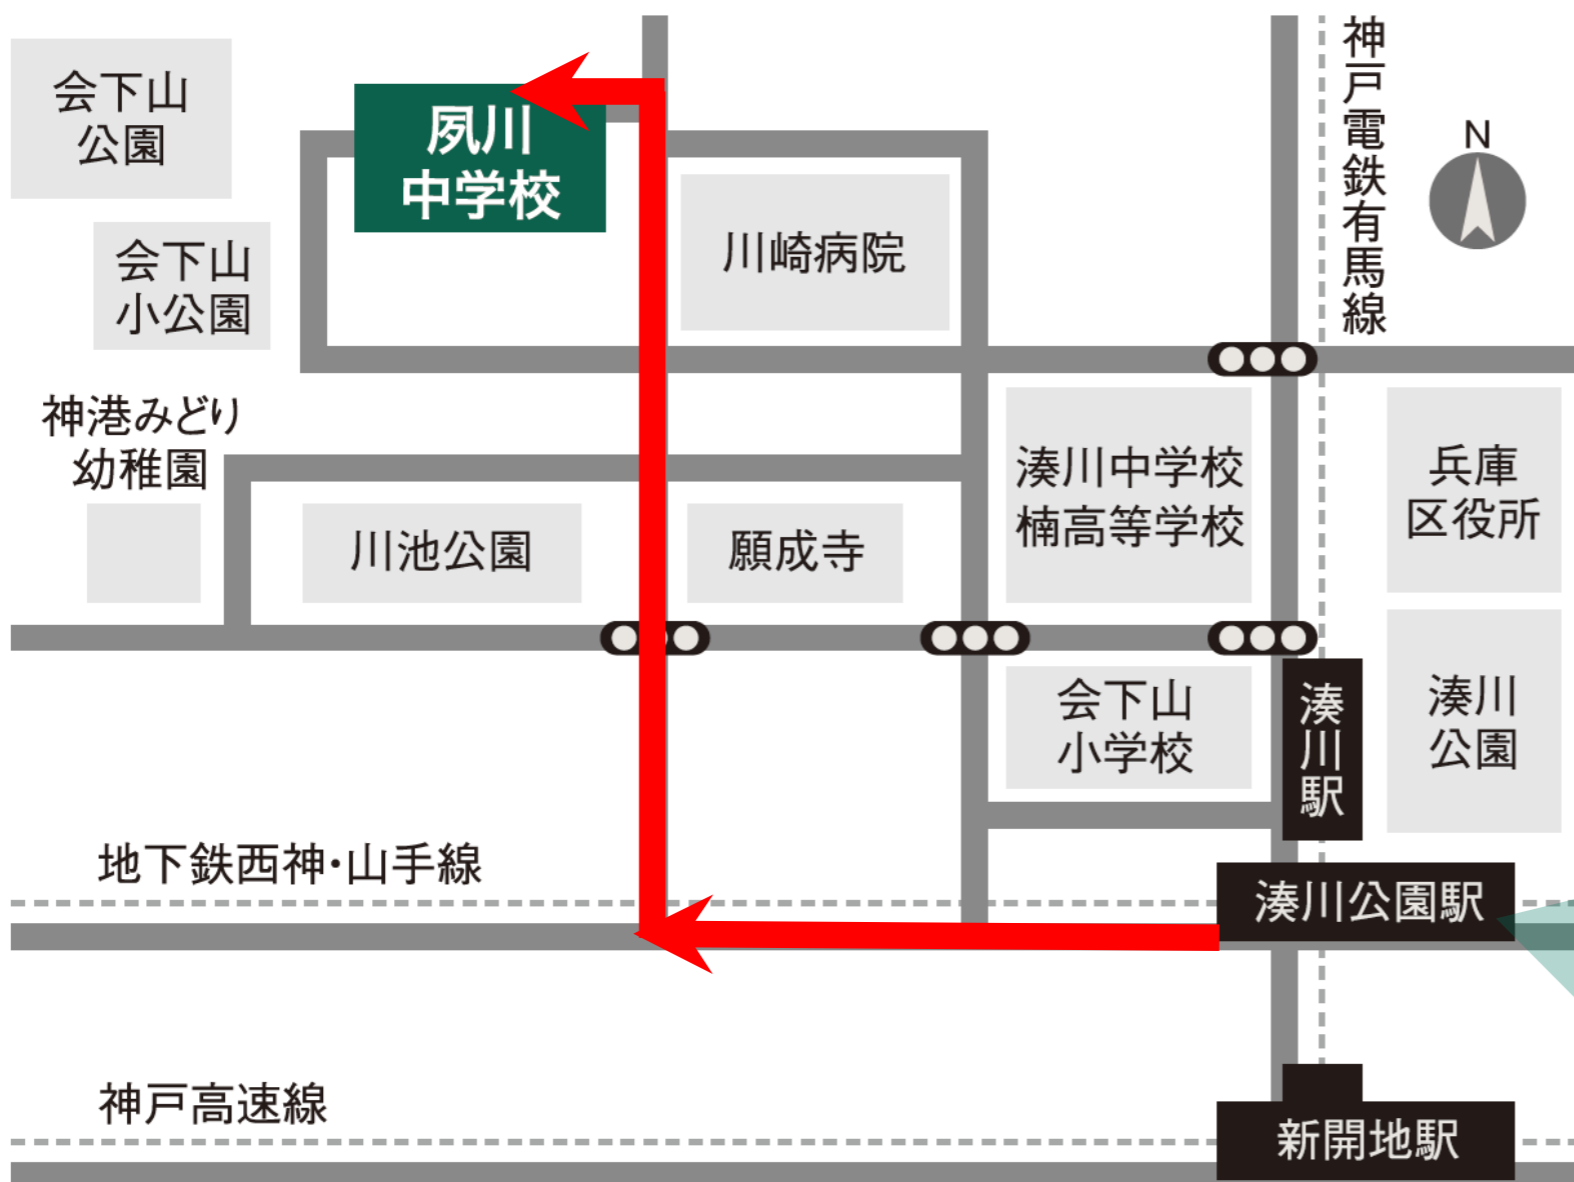 会下山
公園
夙川
中学校
神戸電鉄有馬線
N
会下山
小公園
川崎病院
神港みどり
幼稚園
川池公園
願成寺
湊川中学校
楠高等学校
兵庫
区役所
会下山
小学校
湊川駅
湊川
公園
地下鉄西神・山手線
湊川公園駅
神戸高速線
新開地駅